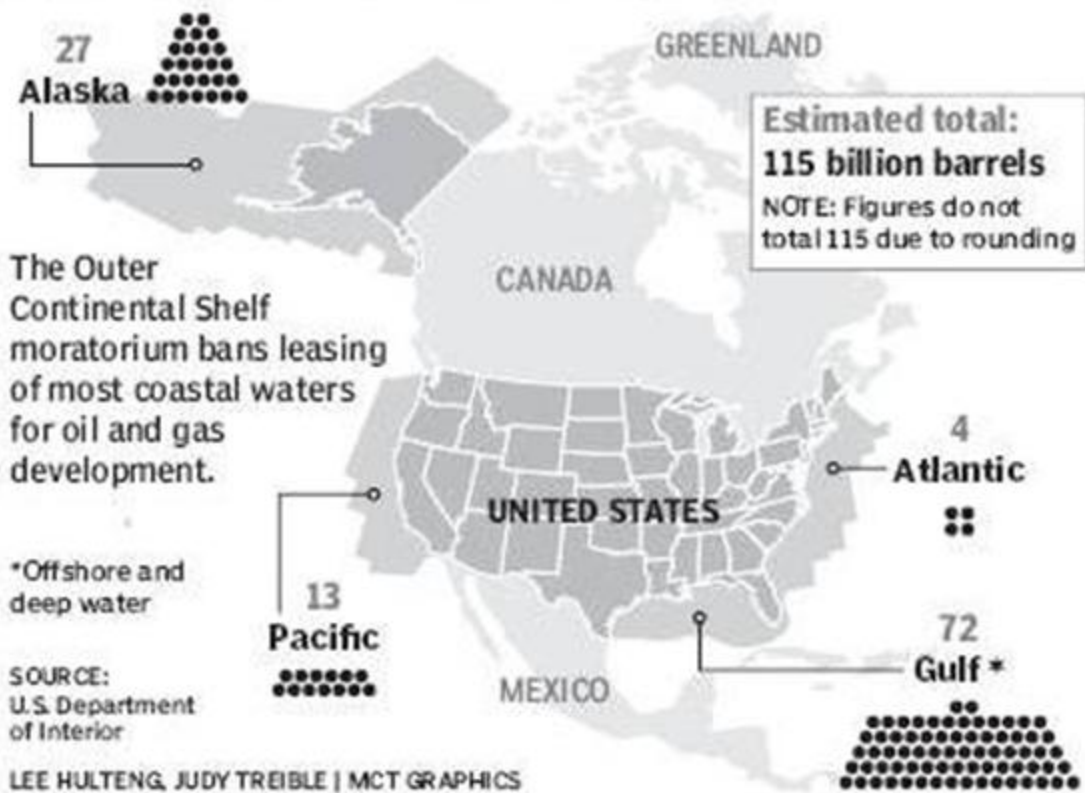 27
Alaska
GREENLAND
Estimated total:
115 billion barrels
NOTE: Figures do not
total 115 due to rounding
The Outer
Continental Shelf
moratorium bans leasing
of most coastal waters
for oil and gas
development.
CANADA
4
Atlantic
UNITED STATES
*Offshore and
deep water
13
Pacific
72
Gulf *
MEXICO
SOURCE:
U.S. Department
of Interior
LEE HULTENG, JUDY TREIBLE | MCT GRAPHICS